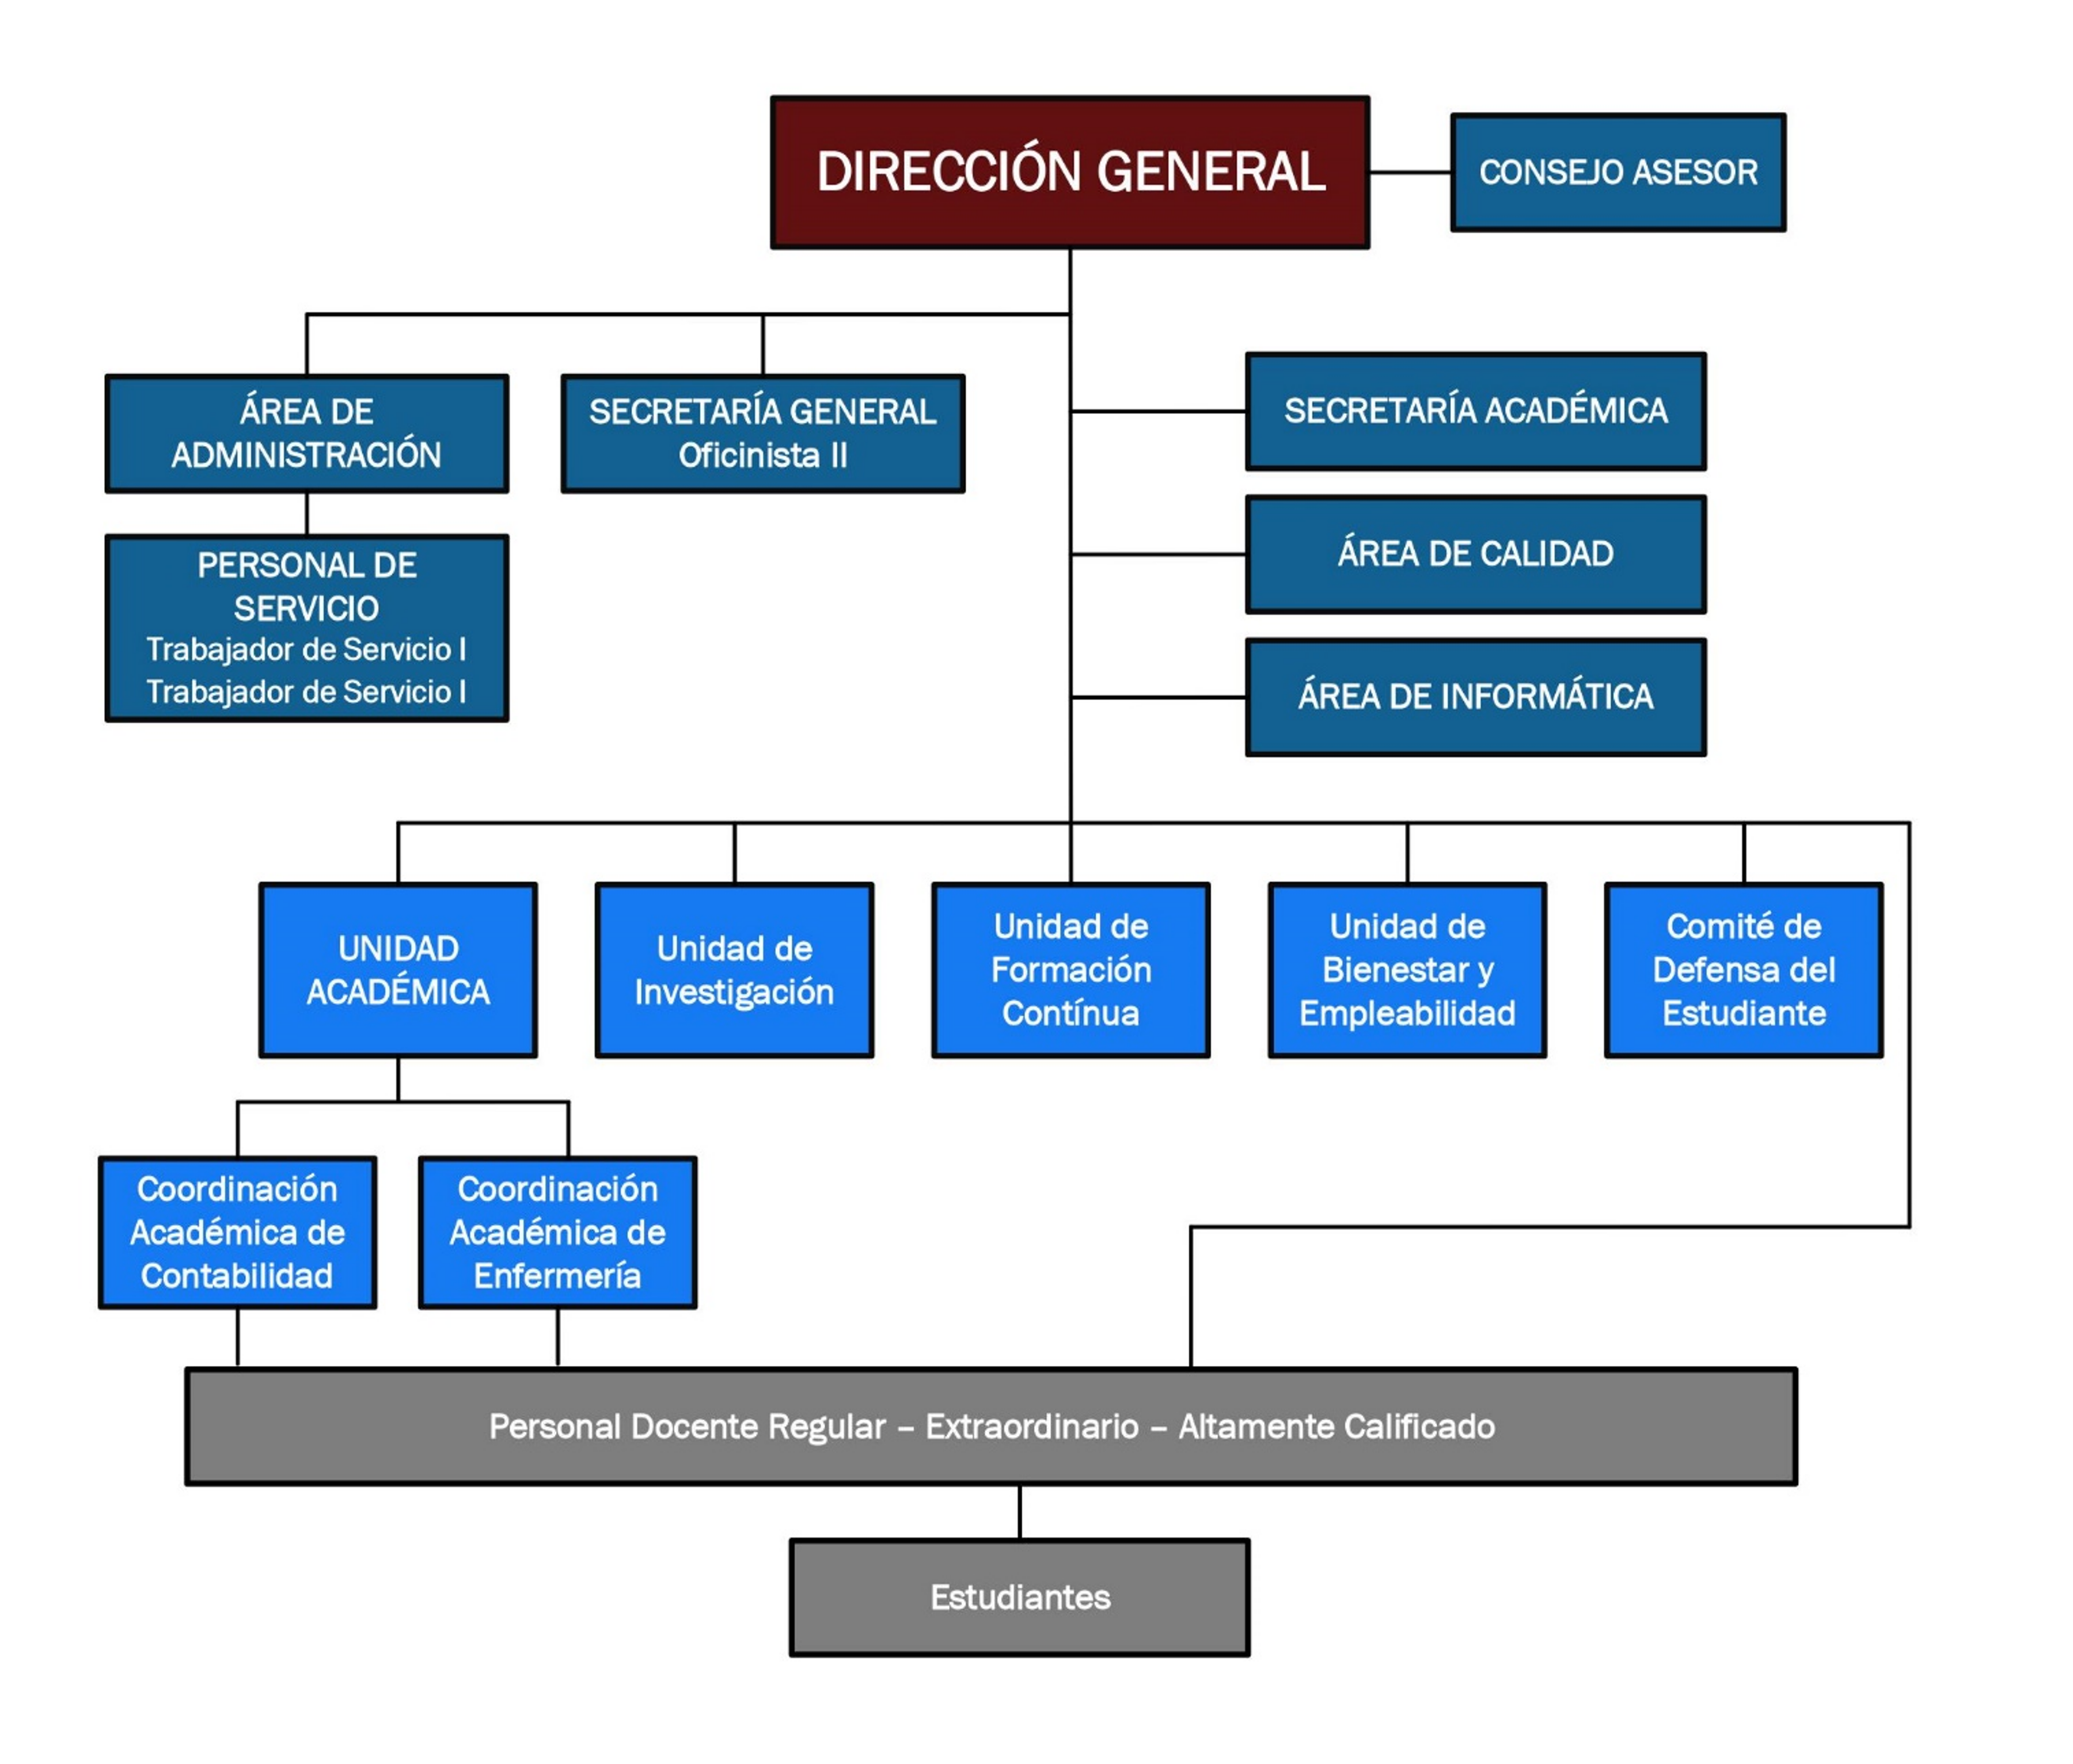 DIRECCIÓN GENERAL
CONSEJO ASESOR
ÁREA DE
ADMINISTRACIÓN
SECRETARÍA GENERAL
Oficinista II
SECRETARÍA ACADÉMICA
PERSONAL DE
SERVICIO
Trabajador de Servicio I
Trabajador de Servicio I
ÁREA DE CALIDAD
ÁREA DE INFORMÁTICA
UNIDAD
ACADÉMICA
Unidad de
Investigación
Unidad de
Formación
Contínua
Unidad de
Bienestar y
Empleabilidad
Comité de
Defensa del
Estudiante
Coordinación
Académica de
Contabilidad
Coordinación
Académica de
Enfermería
Personal Docente Regular – Extraordinario – Altamente Calificado
Estudiantes